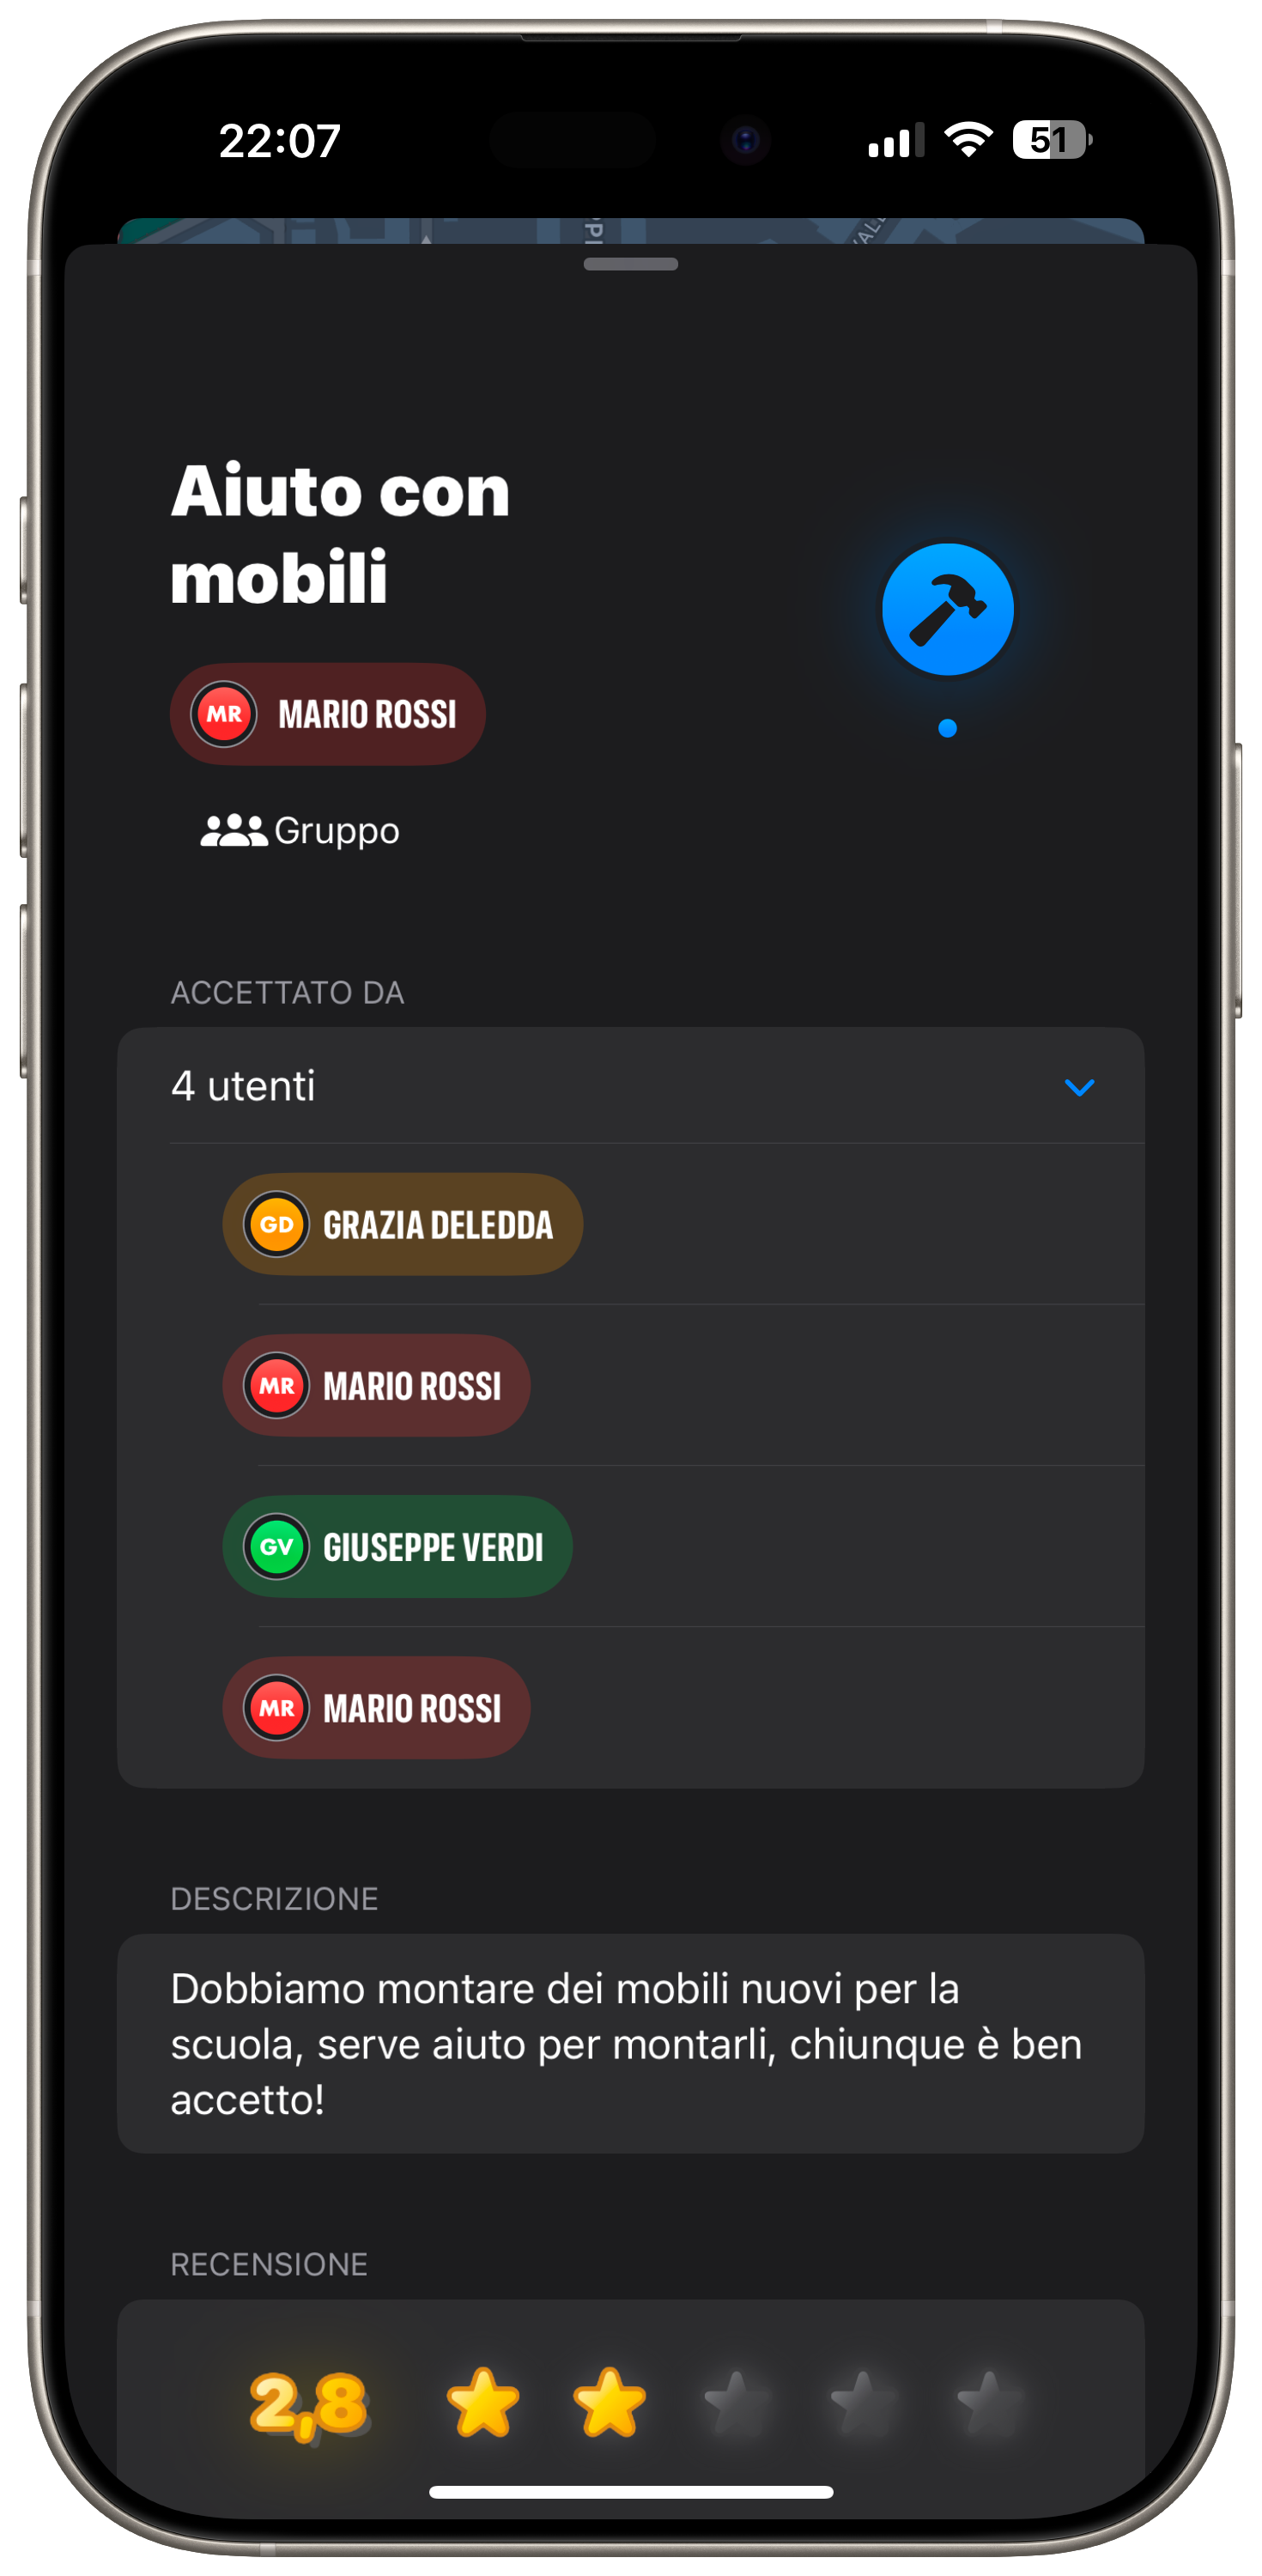 22:07
51
Aiuto con
mobili
MR MARIO ROSSI
Gruppo
ACCETTATO DA
4 utenti
GD GRAZIA DELEDDA
MR MARIO ROSSI
GV GIUSEPPE VERDI
MR MARIO ROSSI
DESCRIZIONE
Dobbiamo montare dei mobili nuovi per la
scuola, serve aiuto per montarli, chiunque è ben
accetto!
RECENSIONE
2,8